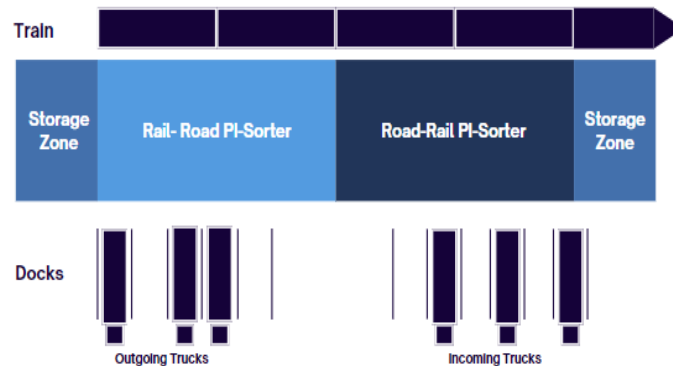 Train
Storage
Zone
Rail- Road PI-Sorter
Road-Rail PI-Sorter
Storage
Zone
Docks
Outgoing Trucks
Incoming Trucks